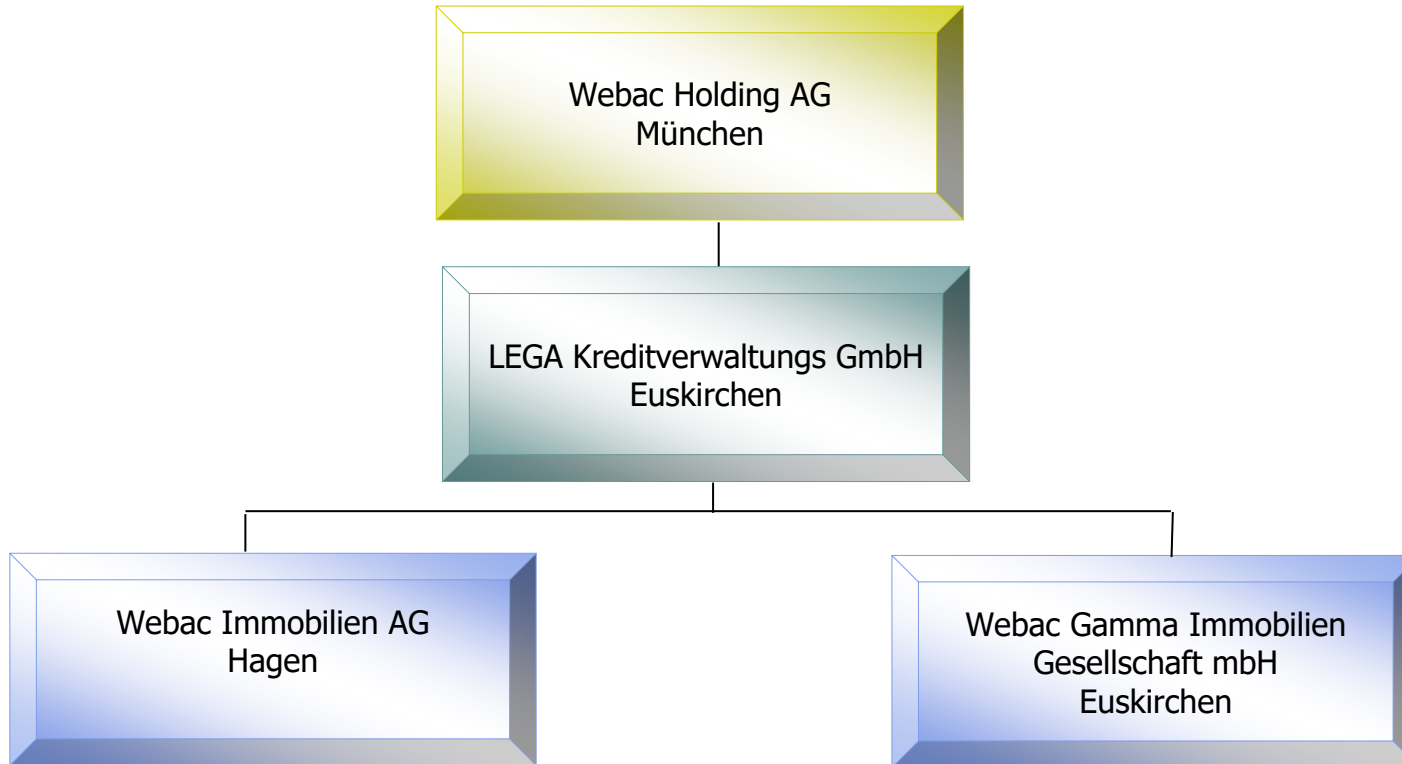 Webac Holding AG
München
LEGA Kreditverwaltungs GmbH
Euskirchen
Webac Immobilien AG
Hagen
Webac Gamma Immobilien
Gesellschaft mbH
Euskirchen